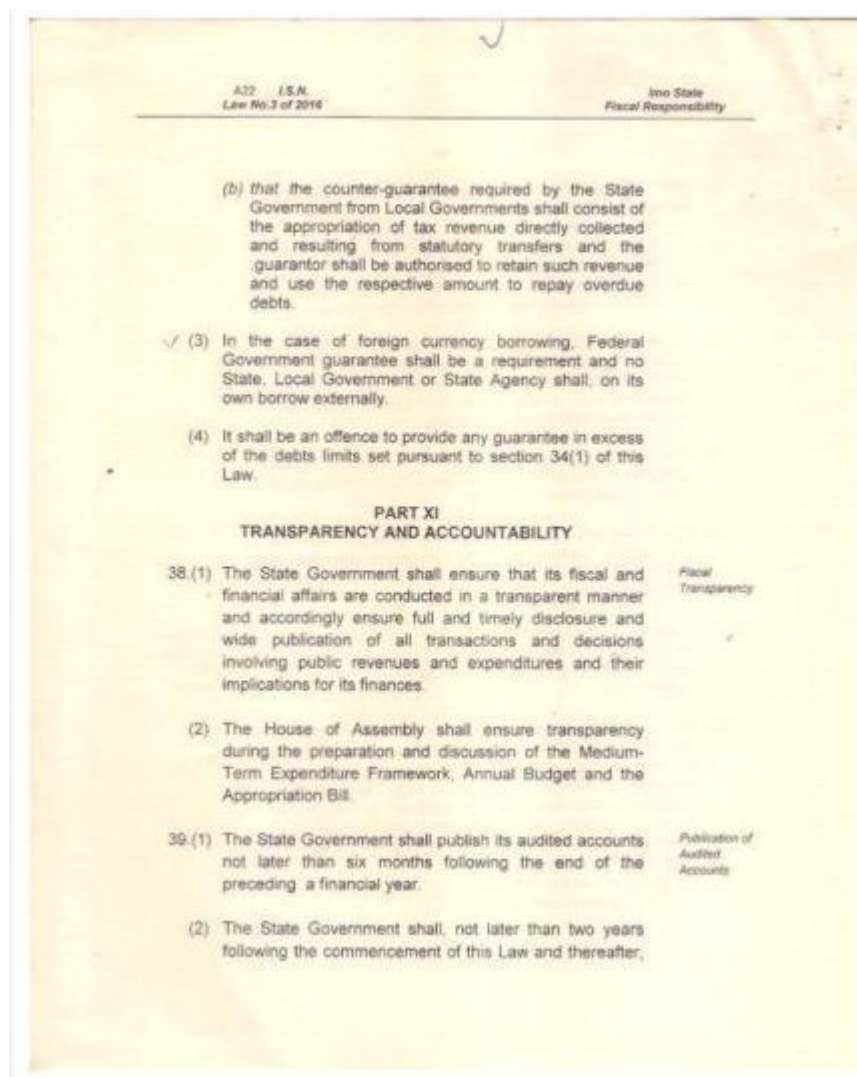 A22 I.S.N.
Law No.3 of 2016
Imo State
Fiscal Responsibility
(b) that the counter-guarantee required by the State
Government from Local Governments shall consist of
the appropriation of tax revenue directly collected
and resulting from statutory transfers and the
guarantor shall be authorised to retain such revenue
and use the respective amount to repay overdue
debts.
(3) In the case of foreign currency borrowing, Federal
Government guarantee shall be a requirement and no
State, Local Government or State Agency shall, on its
own borrow externally.
(4) It shall be an offence to provide any guarantee in excess
of the debts limits set pursuant to section 34(1) of this
Law.
PART XI
TRANSPARENCY AND ACCOUNTABILITY
38.(1) The State Government shall ensure that its fiscal and
financial affairs are conducted in a transparent manner
and accordingly ensure full and timely disclosure and
wide publication of all transactions and decisions
involving public revenues and expenditures and their
implications for its finances.
Fiscal
Transparency
(2) The House of Assembly shall ensure transparency
during the preparation and discussion of the Medium-
Term Expenditure Framework, Annual Budget and the
Appropriation Bill.
39.(1) The State Government shall publish its audited accounts
not later than six months following the end of the
preceding a financial year.
Publication of
Audited
Accounts
(2) The State Government shall, not later than two years
following the commencement of this Law and thereafter,